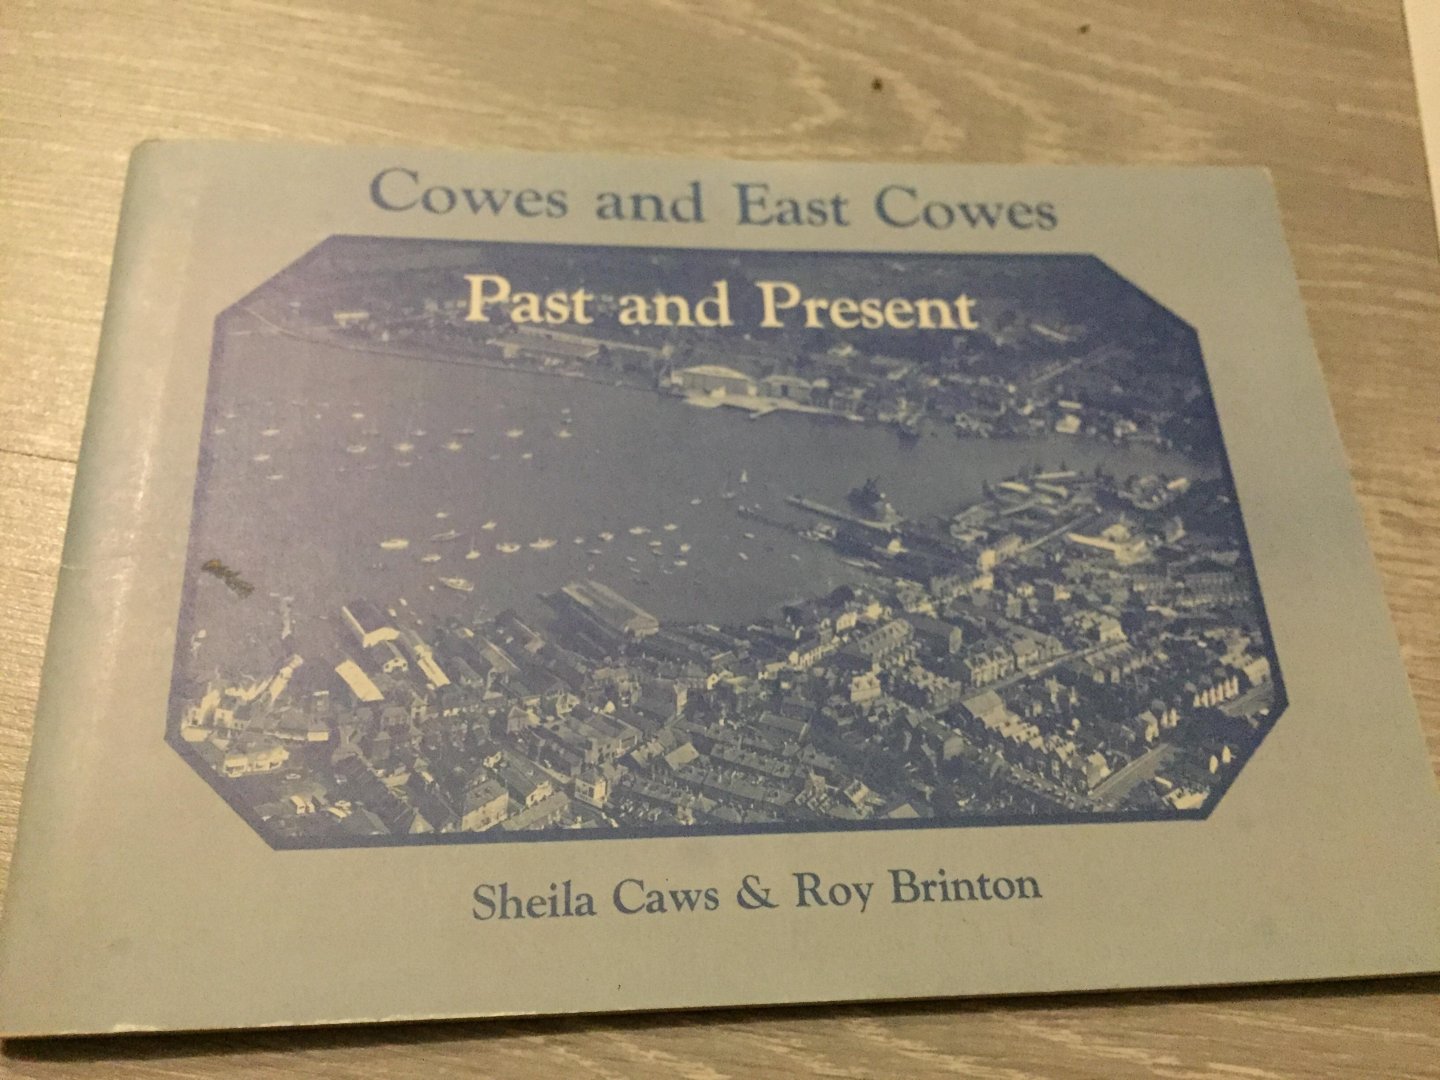 Cowes and East Cowes
Past and Present
Sheila Caws & Roy Brinton